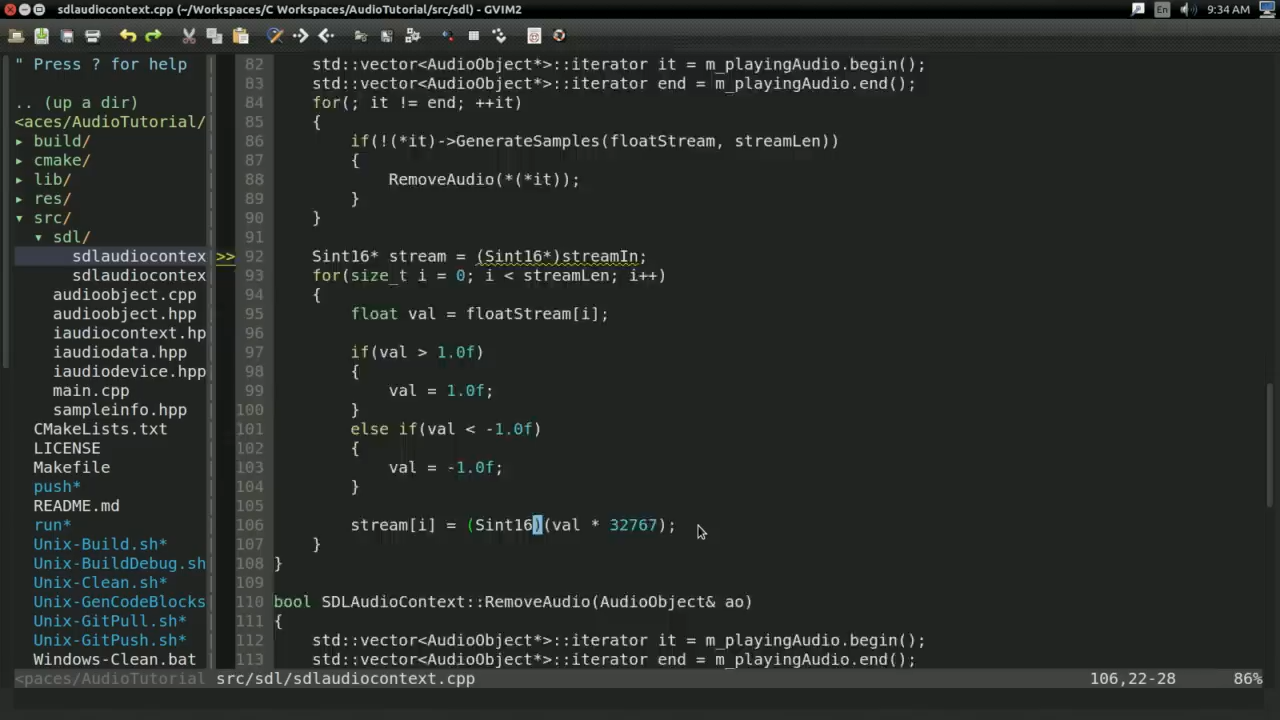 sdlaudiocontext.cpp (~/Workspaces/C Workspaces/AudioTutorial/src/sdl) - GVIM2
En
9:34 AM
" Press ? for help
.. (up a dir)
<aces/AudioTutorial/
▸ build/
▸ cmake/
▸ lib/
▸ res/
▾ src/
▾ sdl/
sdlaudiocontex
sdlaudiocontex
audioobject.cpp
audioobject.hpp
iaudiocontext.hp
iaudiodata.hpp
iaudiodevice.hpp
main.cpp
sampleinfo.hpp
CMakeLists.txt
LICENSE
Makefile
push*
README.md
run*
Unix-Build.sh*
Unix-BuildDebug.sh
Unix-Clean.sh*
Unix-GenCodeBlocks
Unix-GitPull.sh*
Unix-GitPush.sh*
Windows-Clean.bat
82 std::vector<AudioObject*>::iterator it = m_playingAudio.begin();
83 std::vector<AudioObject*>::iterator end = m_playingAudio.end();
84 for(; it != end; ++it)
85 {
86 if(!(*it)->GenerateSamples(floatStream, streamLen))
87 {
88 RemoveAudio(*(*it));
89 }
90 }
91
>> 92 Sint16* stream = (Sint16*)streamIn;
93 for(size_t i = 0; i < streamLen; i++)
94 {
95 float val = floatStream[i];
96
97 if(val > 1.0f)
98 {
99 val = 1.0f;
100 }
101 else if(val < -1.0f)
102 {
103 val = -1.0f;
104 }
105
106 stream[i] = (Sint16)(val * 32767);
107 }
108 }
109
110 bool SDLAudioContext::RemoveAudio(AudioObject& ao)
111 {
112 std::vector<AudioObject*>::iterator it = m_playingAudio.begin();
113 std::vector<AudioObject*>::iterator end = m_playingAudio.end();
<paces/AudioTutorial src/sdl/sdlaudiocontext.cpp 106,22-28 86%